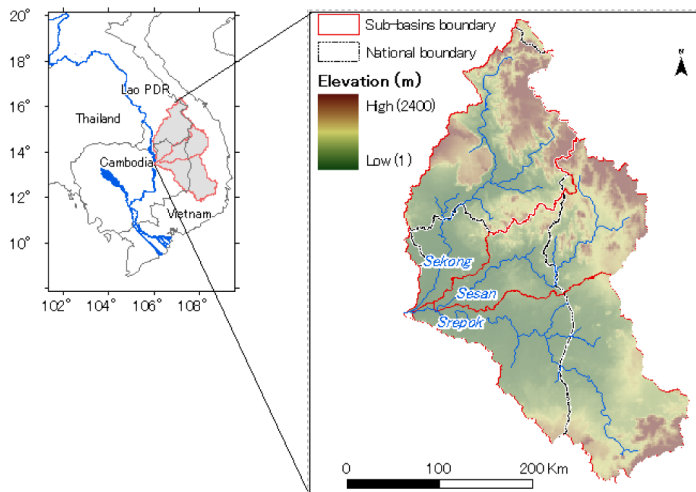 20°
18°
16°
14°
12°
10°
102°
104°
106°
108°
Lao PDR
Thailand
Cambodia
Vietnam
Sub-basins boundary
National boundary
Elevation (m)
High (2400)
Low (1)
N
Sekong
Sesan
Srepok
0 100 200 Km